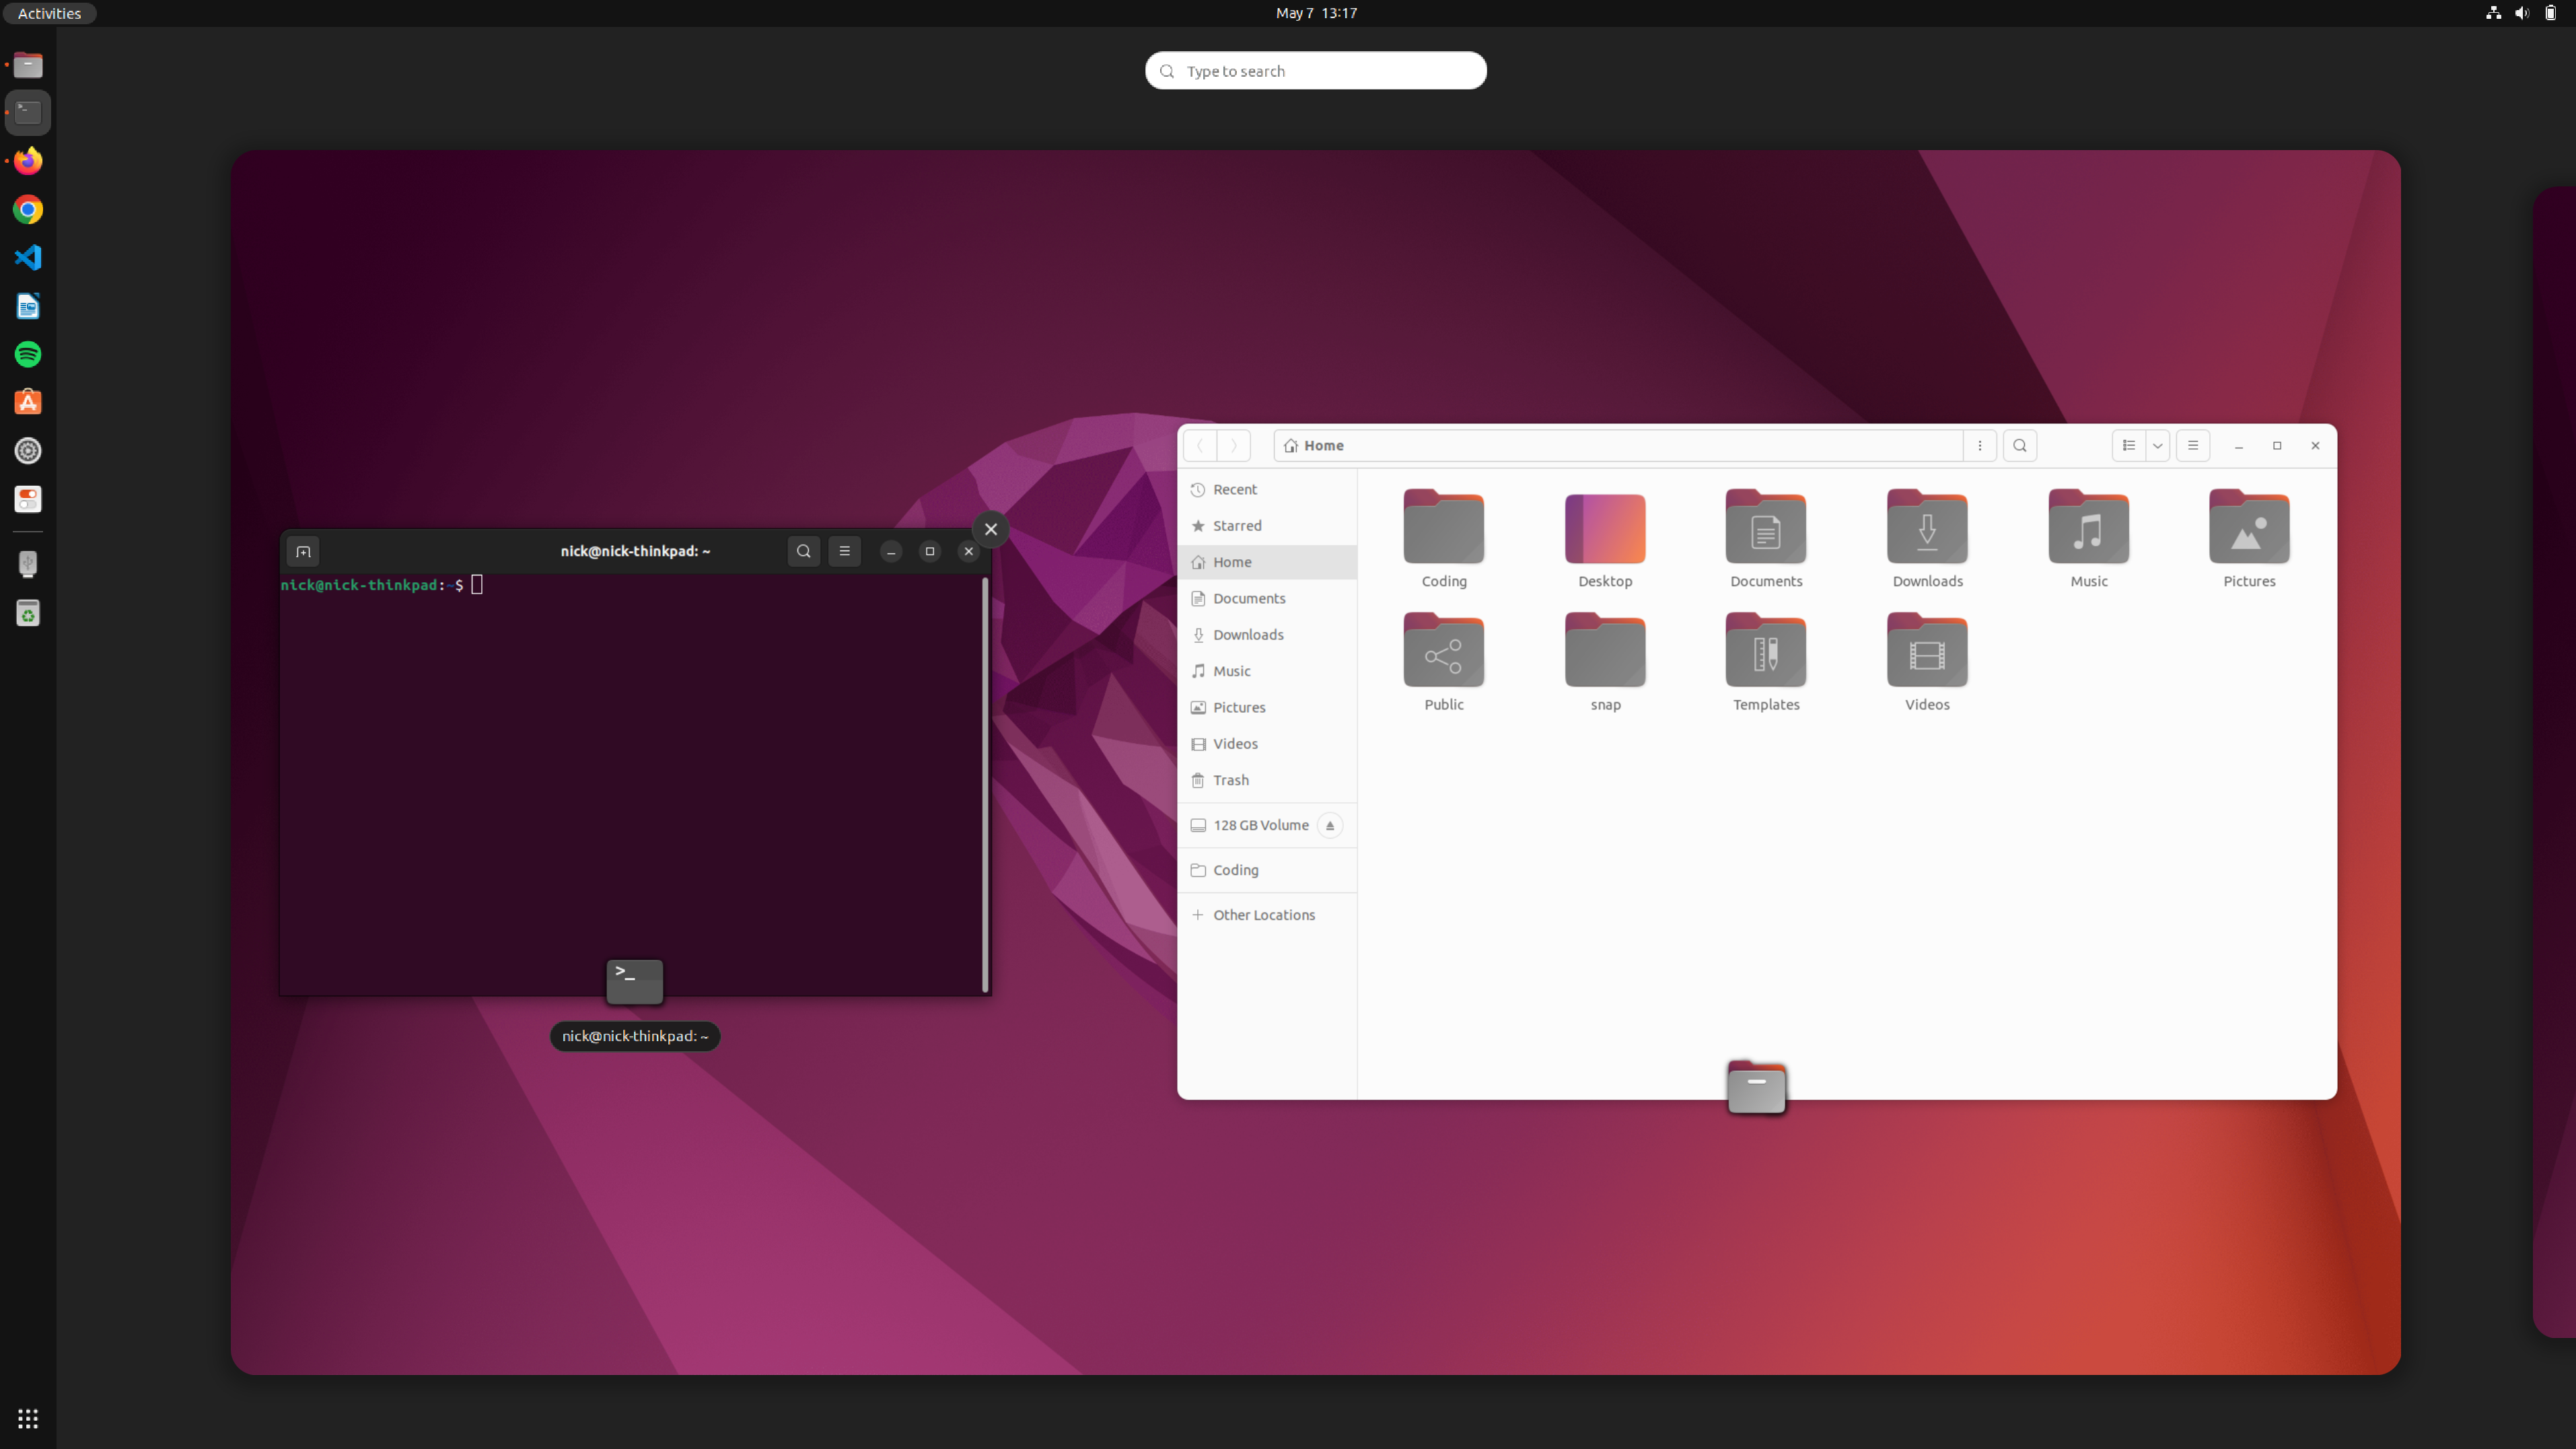 Activities
May 7 13:17
Type to search
nick@nick-thinkpad: ~
nick@nick-thinkpad:~$
>_
nick@nick-thinkpad: ~
Home
Recent
Starred
Home
Documents
Downloads
Music
Pictures
Videos
Trash
128 GB Volume
Coding
Other Locations
Coding
Desktop
Documents
Downloads
Music
Pictures
Public
snap
Templates
Videos